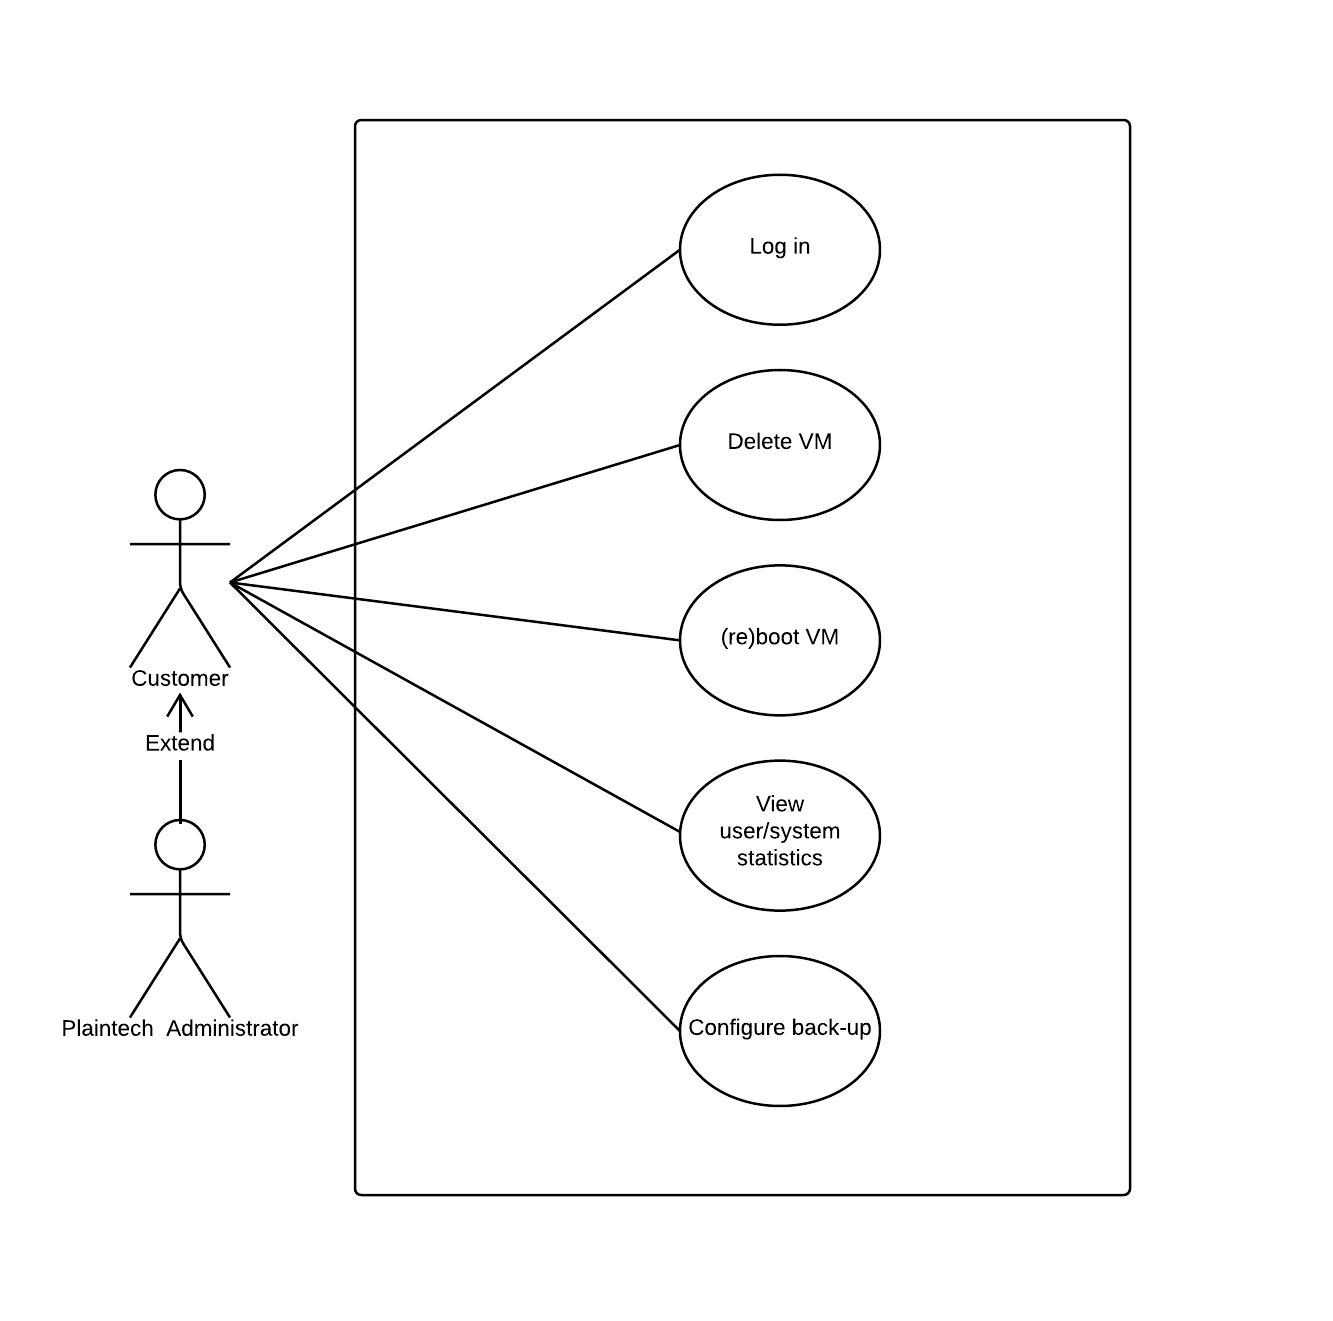 Log in
Delete VM
(re)boot VM
View
user/system
statistics
Configure back-up
Customer
Extend
Plaintech  Administrator